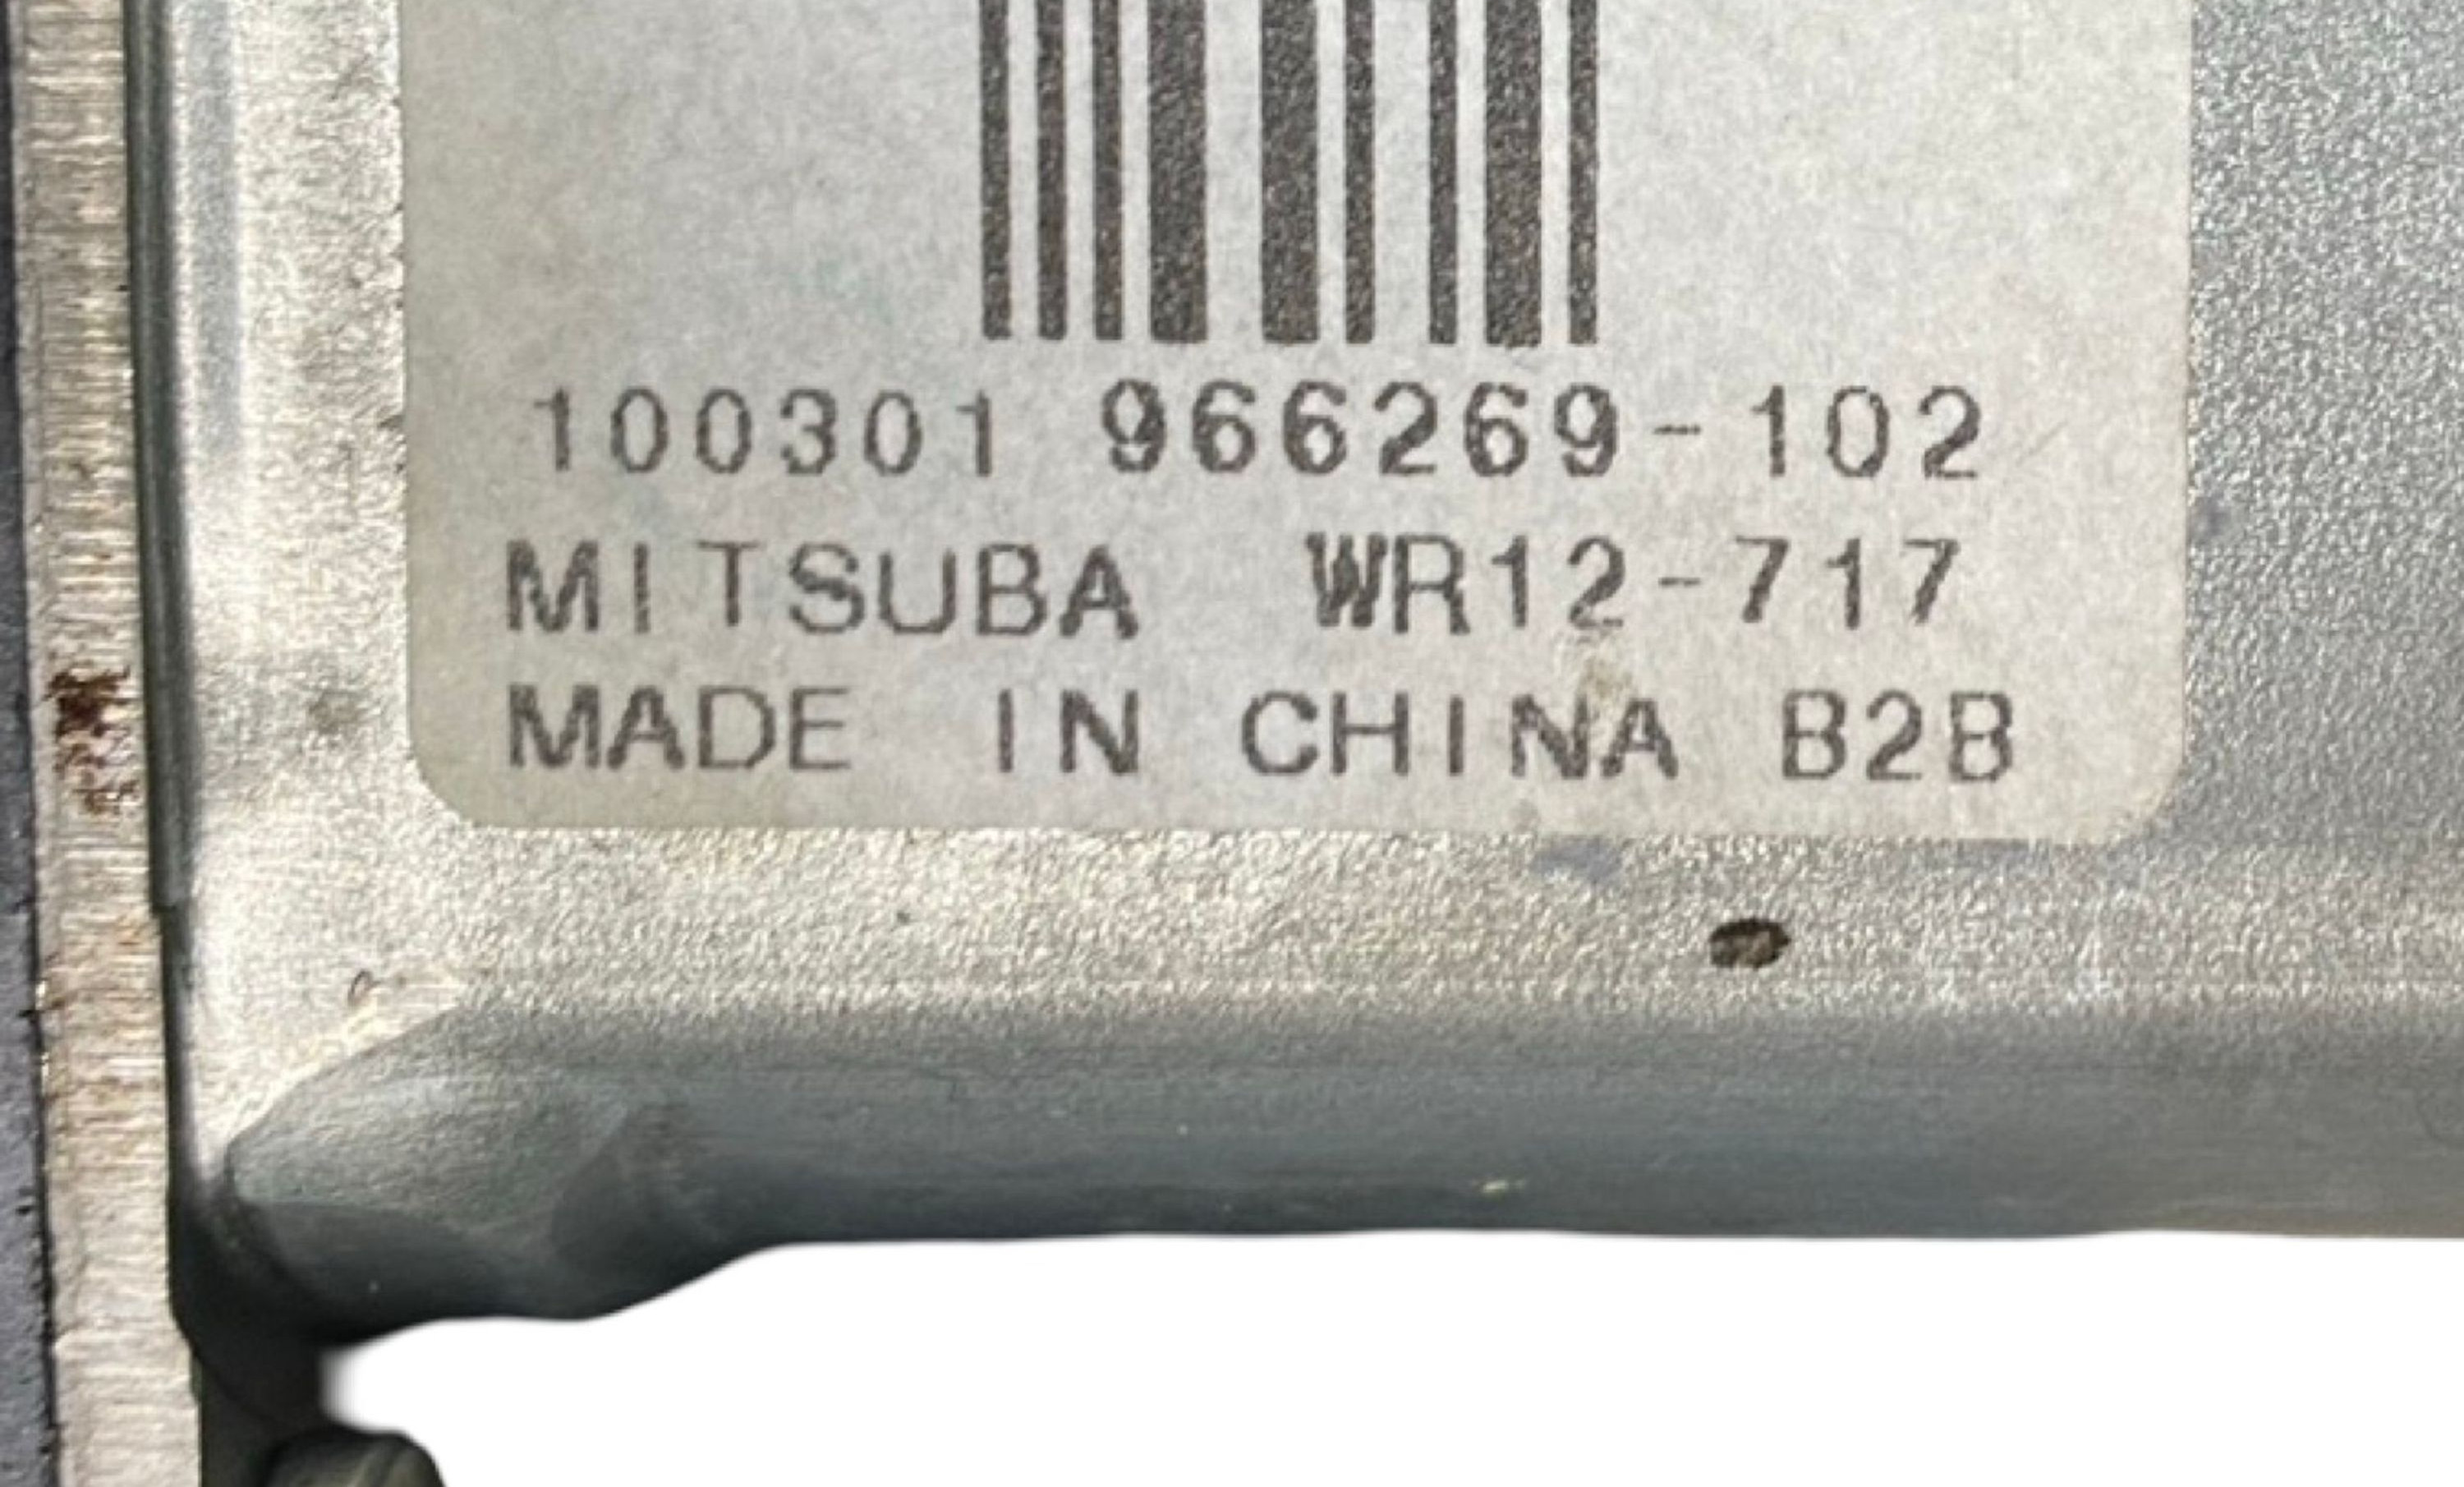 100301 966269-102
MITSUBA WR12-717
MADE IN CHINA B2B